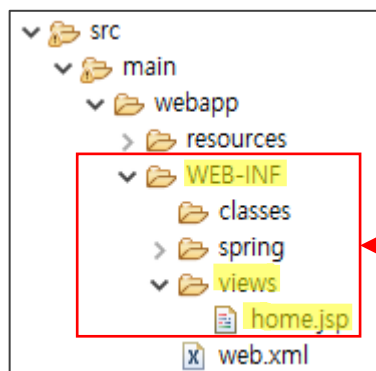 src
main
webapp
resources
WEB-INF
classes
spring
views
home.jsp
web.xml